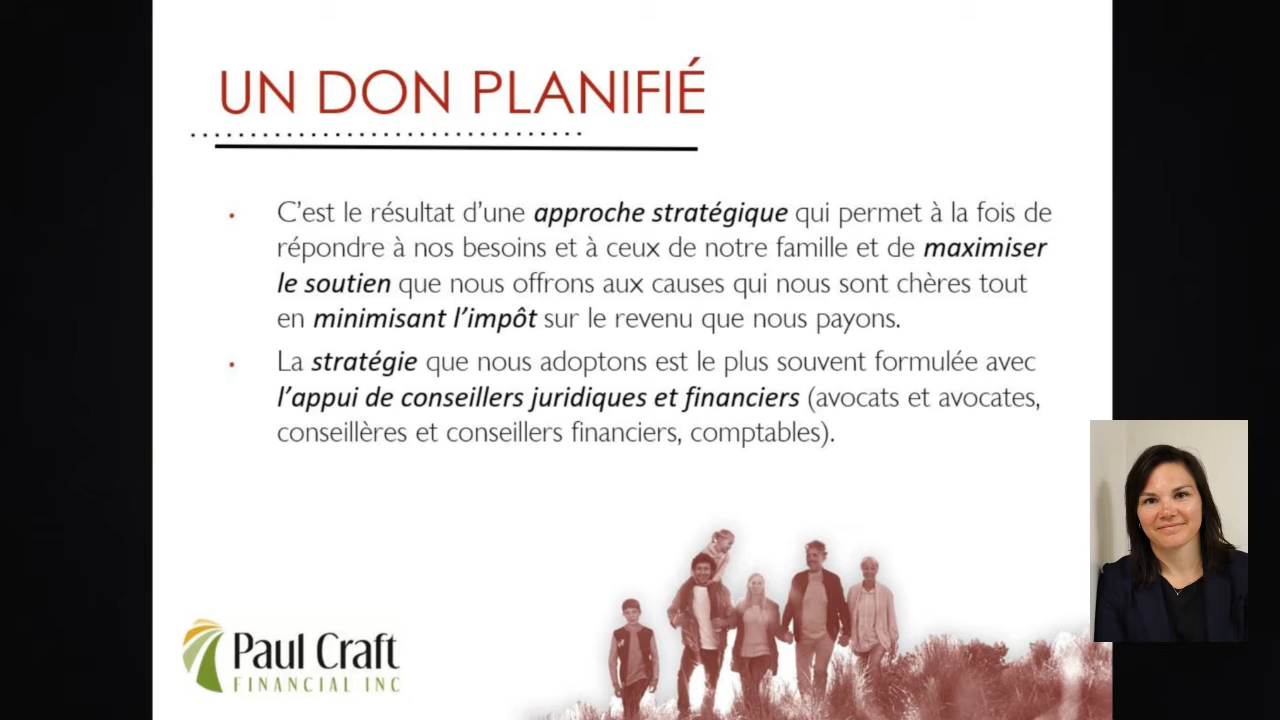 UN DON PLANIFIÉ
• C’est le résultat d’une approche stratégique qui permet à la fois de
répondre à nos besoins et à ceux de notre famille et de maximiser
le soutien que nous offrons aux causes qui nous sont chères tout
en minimisant l’impôt sur le revenu que nous payons.
• La stratégie que nous adoptons est le plus souvent formulée avec
l’appui de conseillers juridiques et financiers (avocats et avocates,
conseillères et conseillers financiers, comptables).
Paul Craft
FINANCIAL INC